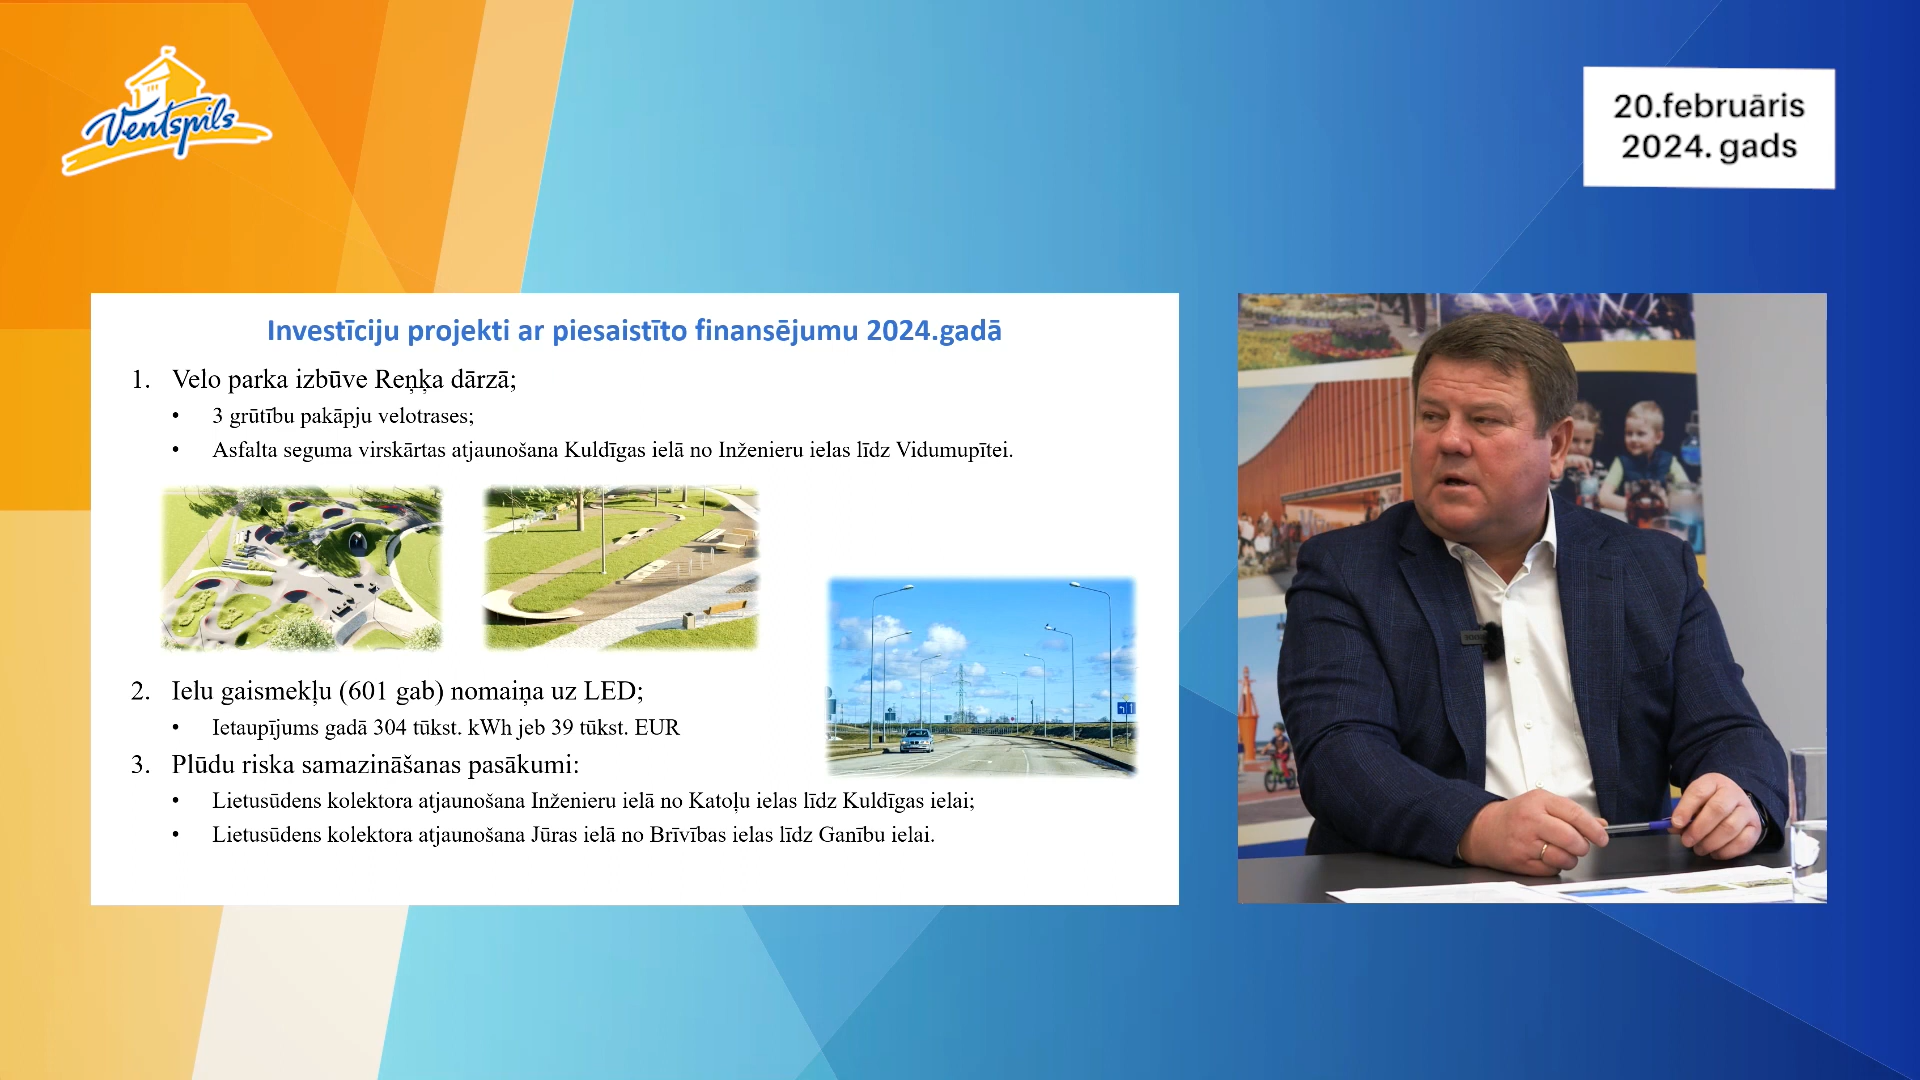 Ventspils
20.februāris
2024. gads
Investīciju projekti ar piesaistīto finansējumu 2024.gadā
1. Velo parka izbūve Reņķa dārzā;
• 3 grūtību pakāpju velotrases;
• Asfalta seguma virskārtas atjaunošana Kuldīgas ielā no Inženieru ielas līdz Vidumupītei.
2. Ielu gaismekļu (601 gab) nomaiņa uz LED;
• Ietaupījums gadā 304 tūkst. kWh jeb 39 tūkst. EUR
3. Plūdu riska samazināšanas pasākumi:
• Lietusūdens kolektora atjaunošana Inženieru ielā no Katoļu ielas līdz Kuldīgas ielai;
• Lietusūdens kolektora atjaunošana Jūras ielā no Brīvības ielas līdz Ganību ielai.